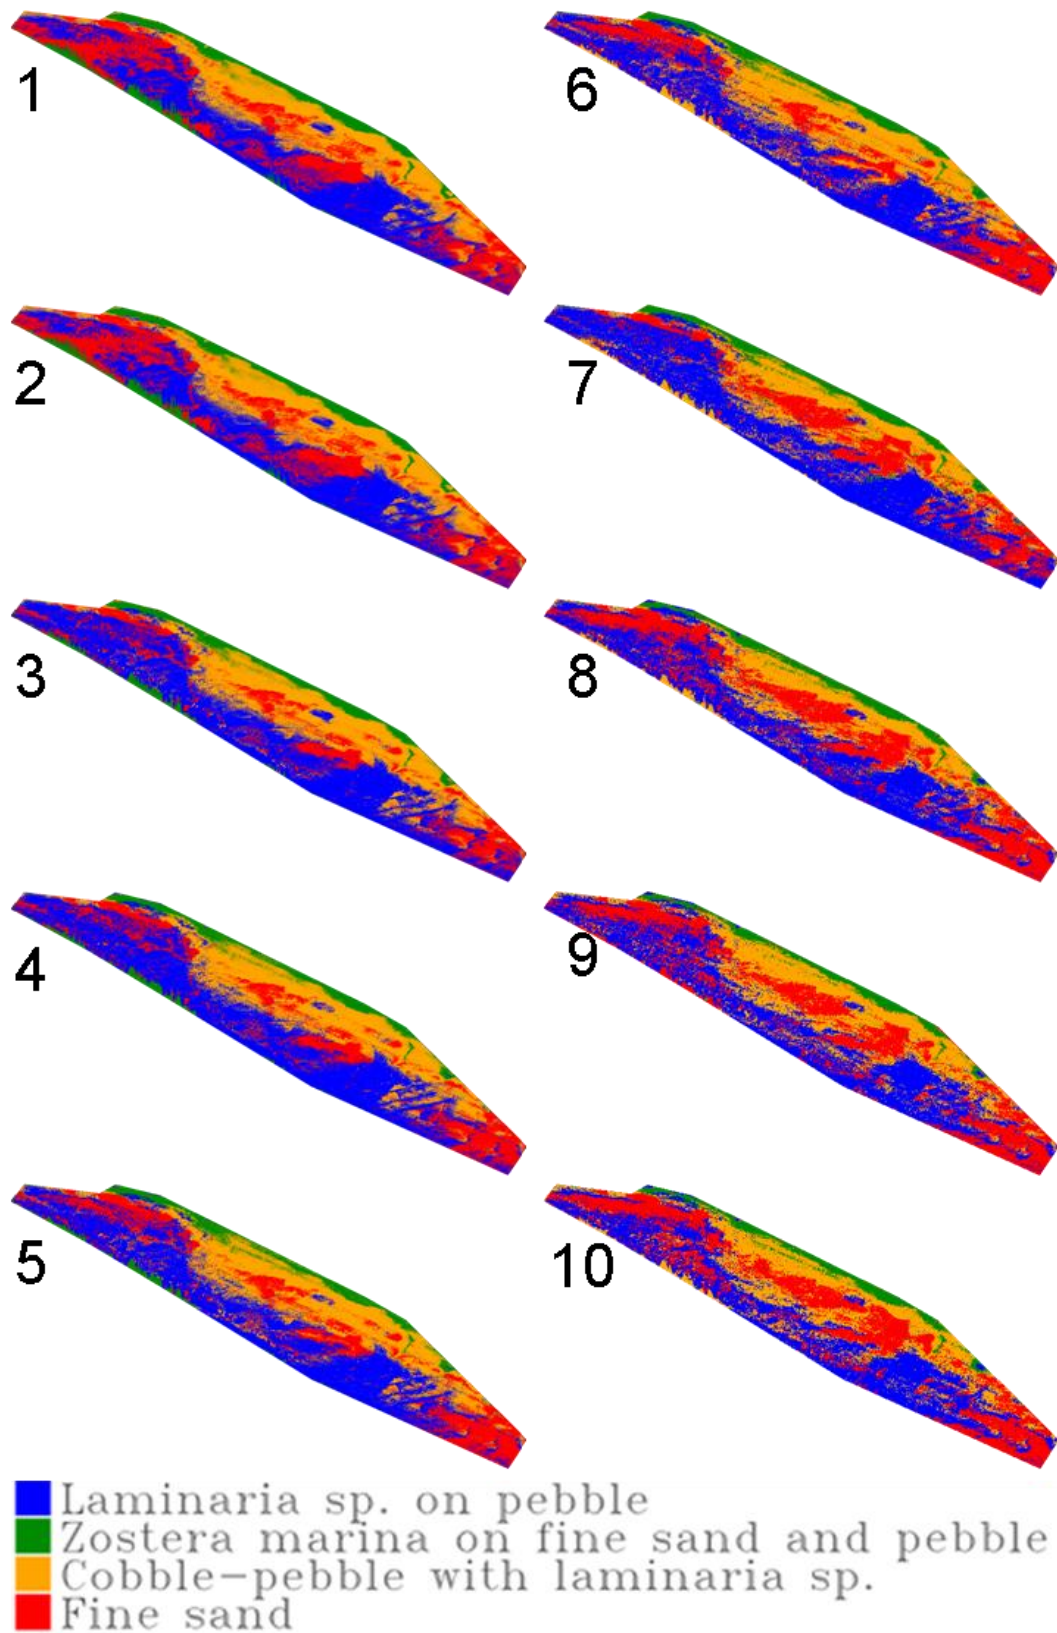 1
6
2
7
3
8
4
9
5
10
Laminaria sp. on pebble
Zostera marina on fine sand and pebble
Cobble-pebble with laminaria sp.
Fine sand